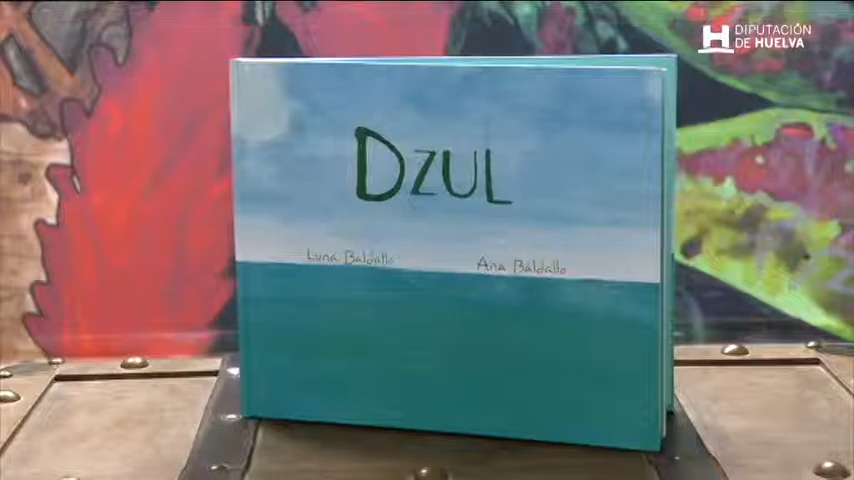 DIPUTACIÓN
DE HUELVA
DZUL
Luna Baldallo
Ana Baldallo